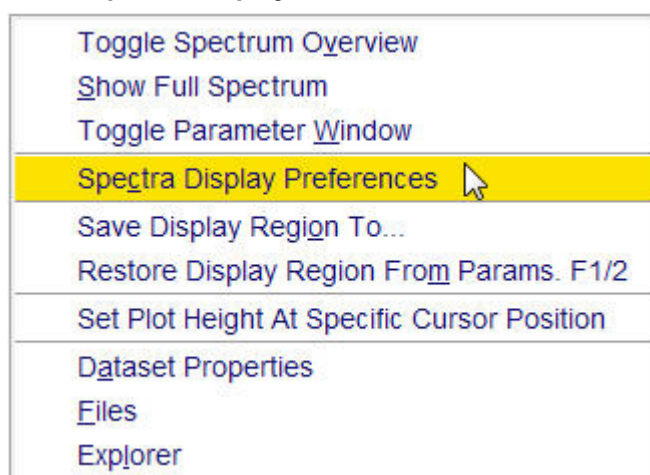 Toggle Spectrum Overview
Show Full Spectrum
Toggle Parameter Window
Spectra Display Preferences
Save Display Region To...
Restore Display Region From Params. F1/2
Set Plot Height At Specific Cursor Position
Dataset Properties
Files
Explorer